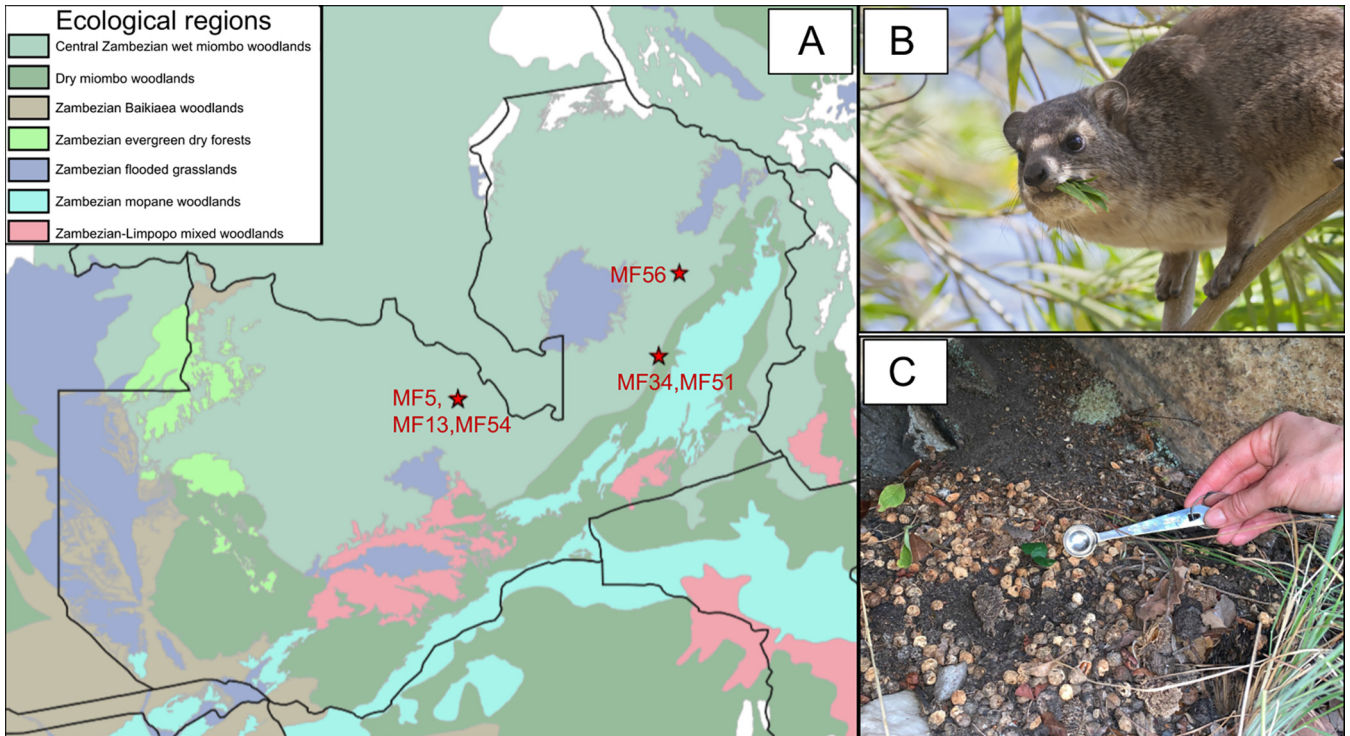 Ecological regions
Central Zambezian wet miombo woodlands
Dry miombo woodlands
Zambezian Baikiaea woodlands
Zambezian evergreen dry forests
Zambezian flooded grasslands
Zambezian mopane woodlands
Zambezian-Limpopo mixed woodlands
A
MF56
MF34,MF51
MF5,
MF13,MF54
B
C